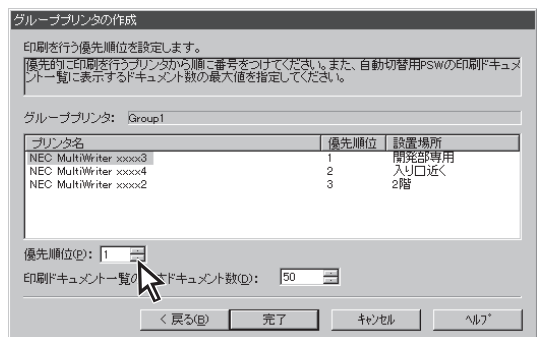 グループプリンタの作成
印刷を行う優先順位を設定します。
優先的に印刷を行うプリンタから順に番号をつけてください。また、自動切替用PSWの印刷ドキュメ
ント一覧に表示するドキュメント数の最大値を指定してください。
グループプリンタ: Group1
プリンタ名 優先順位 設置場所
NEC MultiWriter xxxx3 1 開発部専用
NEC MultiWriter xxxx4 2 入り口近く
NEC MultiWriter xxxx2 3 2階
優先順位(P): 1
印刷ドキュメント一覧の ドキュメント数(D): 50
< 戻る(B) 完了 キャンセル ヘルプ